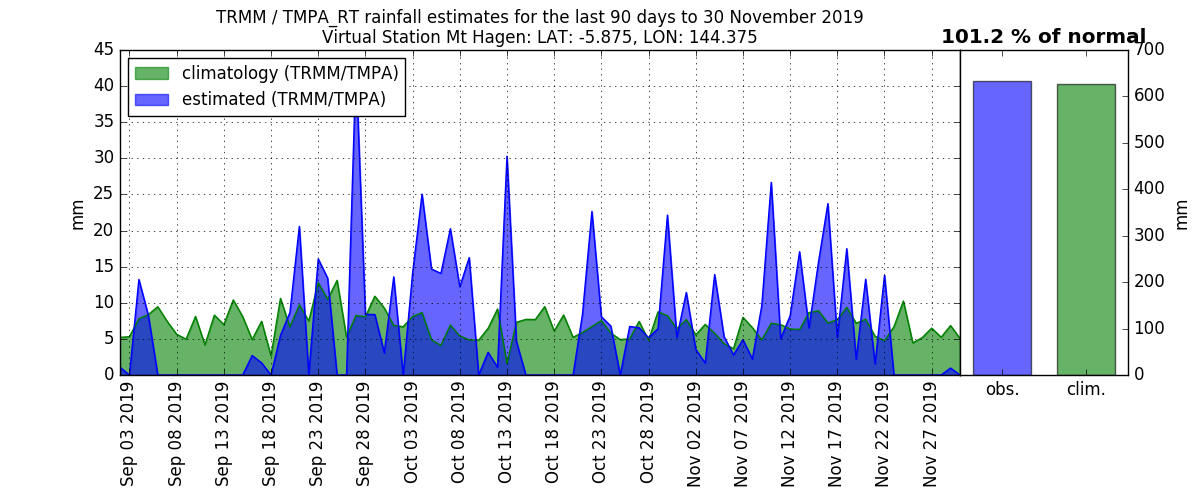 TRMM / TMPA_RT rainfall estimates for the last 90 days to 30 November 2019
Virtual Station Mt Hagen: LAT: -5.875, LON: 144.375
101.2 % of normal
climatology (TRMM/TMPA)
estimated (TRMM/TMPA)
45
40
35
30
25
20
15
10
5
0
mm
Sep 03 2019
Sep 08 2019
Sep 13 2019
Sep 18 2019
Sep 23 2019
Sep 28 2019
Oct 03 2019
Oct 08 2019
Oct 13 2019
Oct 18 2019
Oct 23 2019
Oct 28 2019
Nov 02 2019
Nov 07 2019
Nov 12 2019
Nov 17 2019
Nov 22 2019
Nov 27 2019
700
600
500
400
300
200
100
0
mm
obs.
clim.